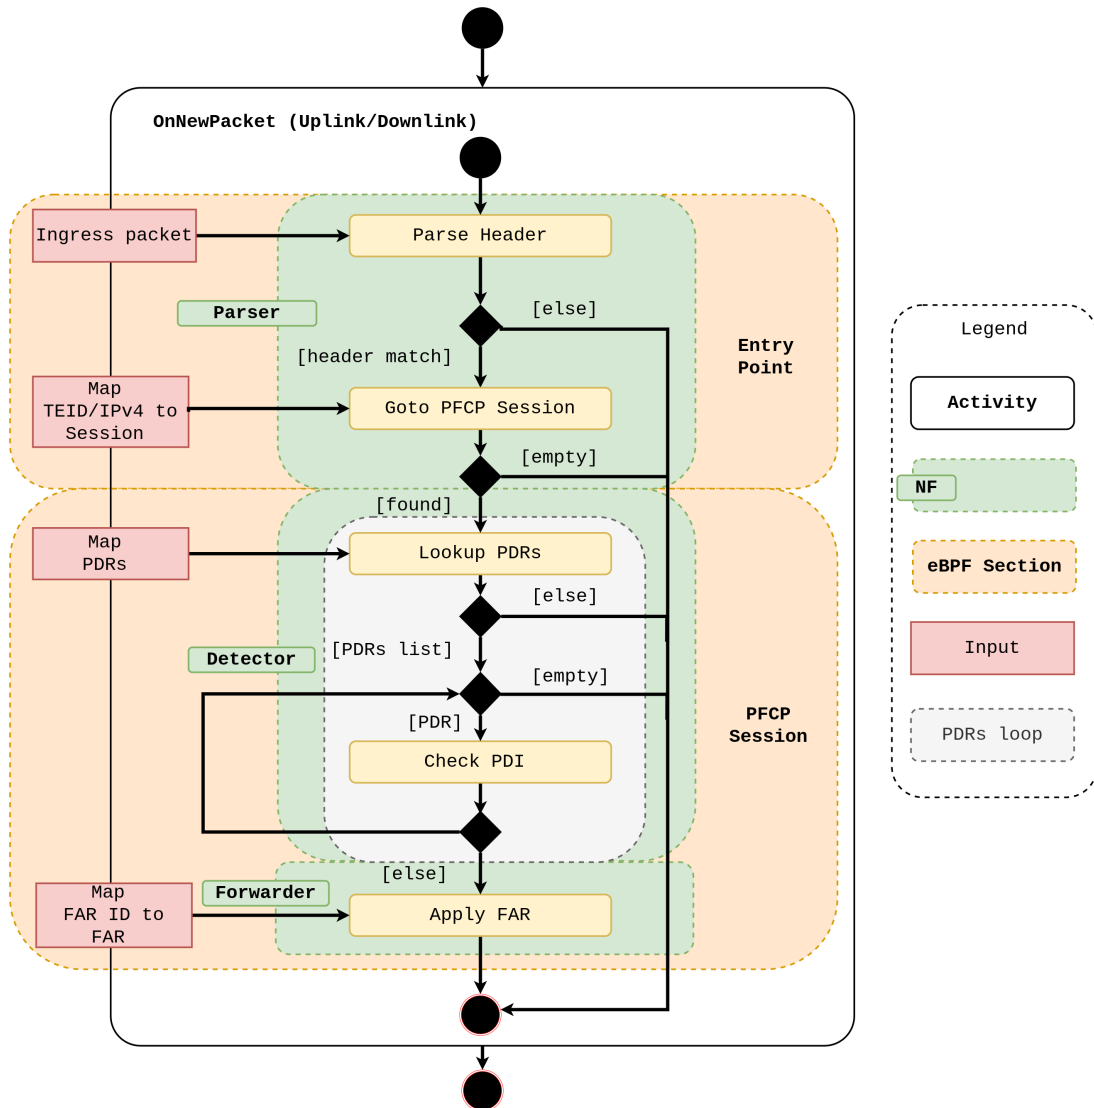 OnNewPacket (Uplink/Downlink)
Ingress packet
Parse Header
Parser
[else]
[header match]
Entry
Point
Map
TEID/IPv4 to
Session
Goto PFCP Session
[empty]
[found]
Map
PDRs
Lookup PDRs
[else]
[PDRs list]
Detector
[empty]
[PDR]
PFCP
Session
Check PDI
[else]
Map
FAR ID to
FAR
Forwarder
Apply FAR
Legend
Activity
NF
eBPF Section
Input
PDRs loop